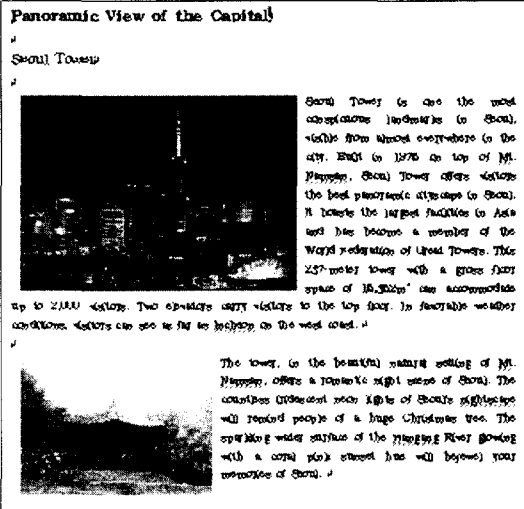 Panoramic View of the Capital
Seoul Tower
Seoul Tower is one the most
conspicuous landmarks in Seoul,
visible from almost everywhere in the
city. Built in 1975 on top of Mt.
Namsan, Seoul Tower offers visitors
the best panoramic cityscape in Seoul.
It boasts the largest facilities in Asia
and has become a member of the
World Federation of Great Towers. This
237-meter tower with a gross floor
space of can accommodate
up to 2,000 visitors. Two elevators carry visitors to the top floor. In favorable weather
conditions, visitors can see as far as Incheon on the west coast.
The tower, in the beautiful natural setting of Mt.
Namsan, offers a romantic night scene of Seoul. The
countless iridescent neon lights of Seoul's nightscape
will remind people of a huge Christmas tree. The
sparkling water surface of the Hangang River glowing
with a coral pink sunset hue will bejewel your
memories of Seoul.